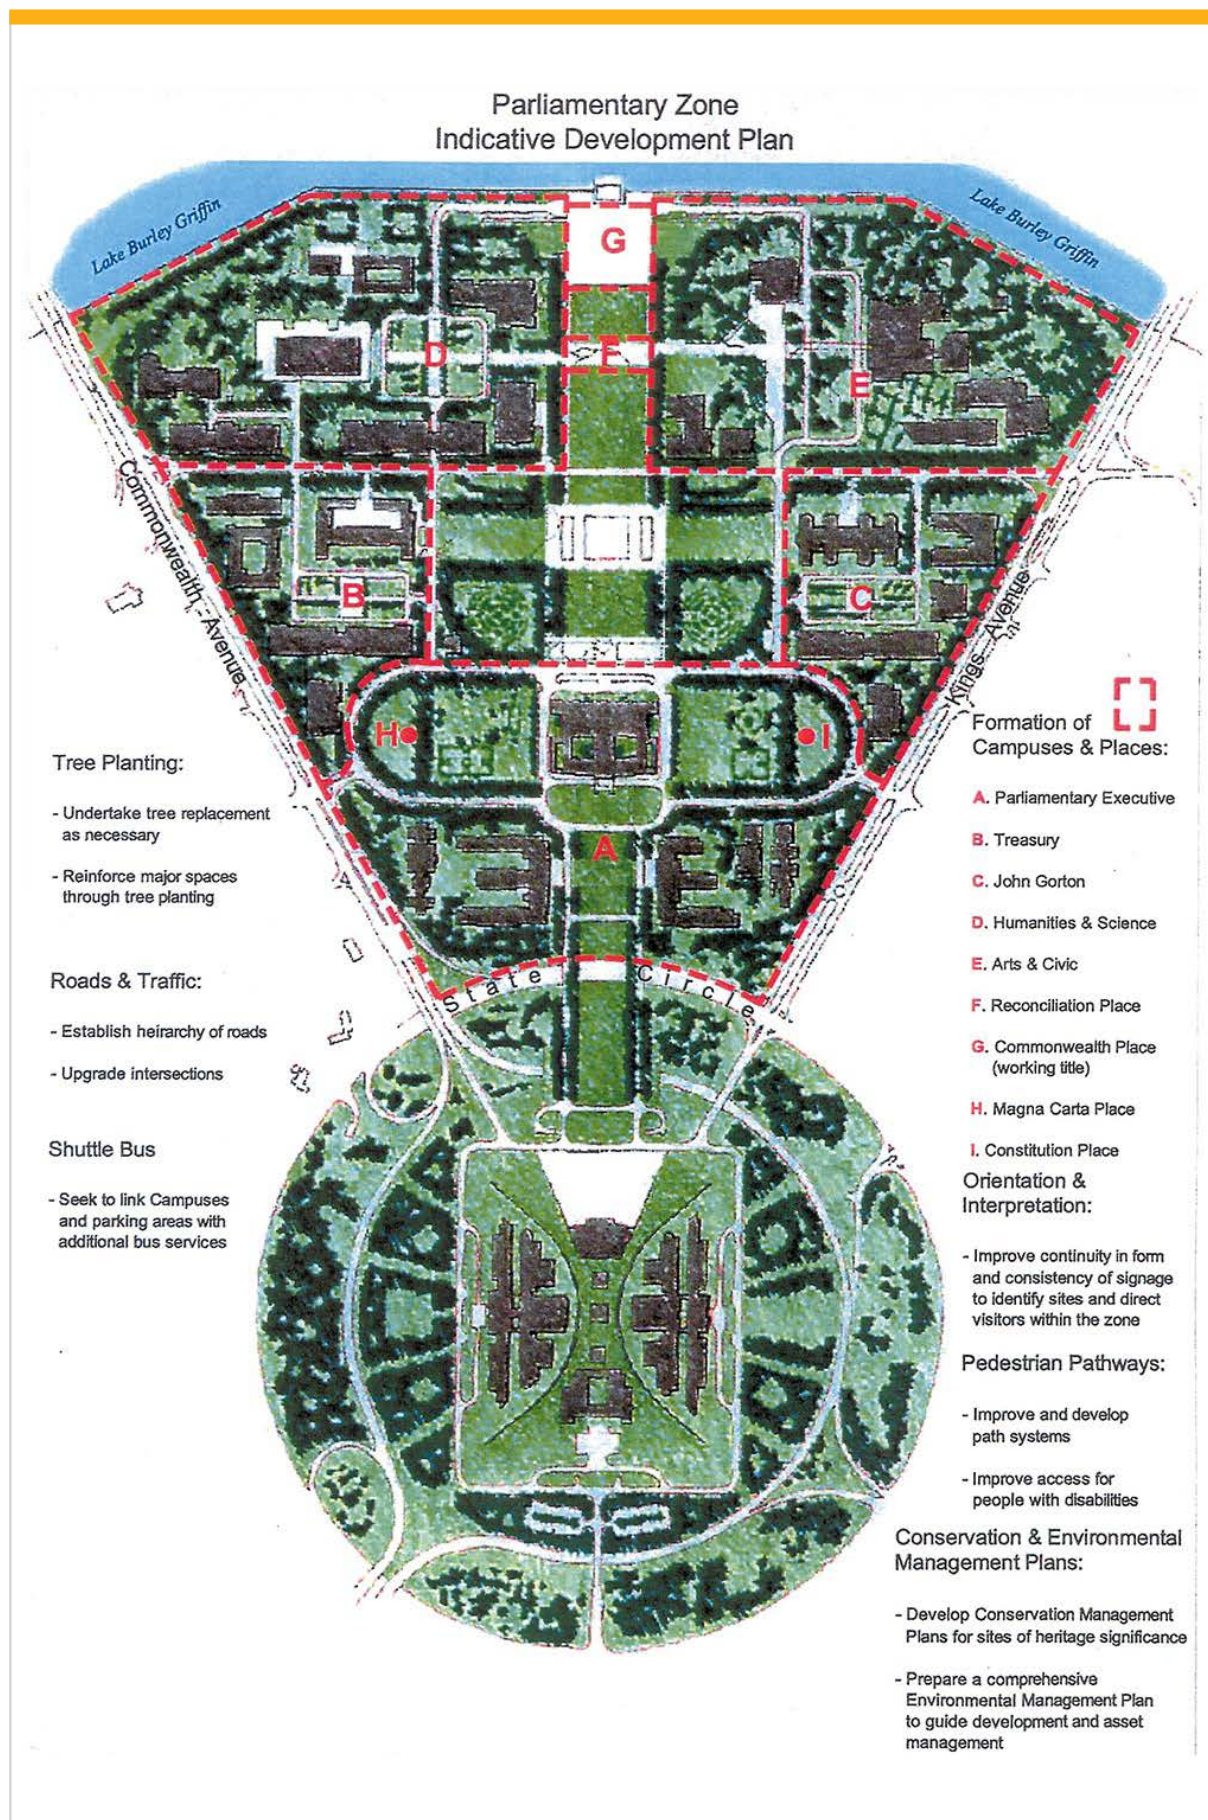 Parliamentary Zone
Indicative Development Plan
Lake Burley Griffin
Lake Burley Griffin
G
D
F
E
Commonwealth Avenue
B
C
Kings Avenue
H
I
A
State Circle
Tree Planting:
- Undertake tree replacement
as necessary
- Reinforce major spaces
through tree planting
Roads & Traffic:
- Establish heirarchy of roads
- Upgrade intersections
Shuttle Bus
- Seek to link Campuses
and parking areas with
additional bus services
Formation of
Campuses & Places:
A. Parliamentary Executive
B. Treasury
C. John Gorton
D. Humanities & Science
E. Arts & Civic
F. Reconciliation Place
G. Commonwealth Place
(working title)
H. Magna Carta Place
I. Constitution Place
Orientation &
Interpretation:
- Improve continuity in form
and consistency of signage
to identify sites and direct
visitors within the zone
Pedestrian Pathways:
- Improve and develop
path systems
- Improve access for
people with disabilities
Conservation & Environmental
Management Plans:
- Develop Conservation Management
Plans for sites of heritage significance
- Prepare a comprehensive
Environmental Management Plan
to guide development and asset
management